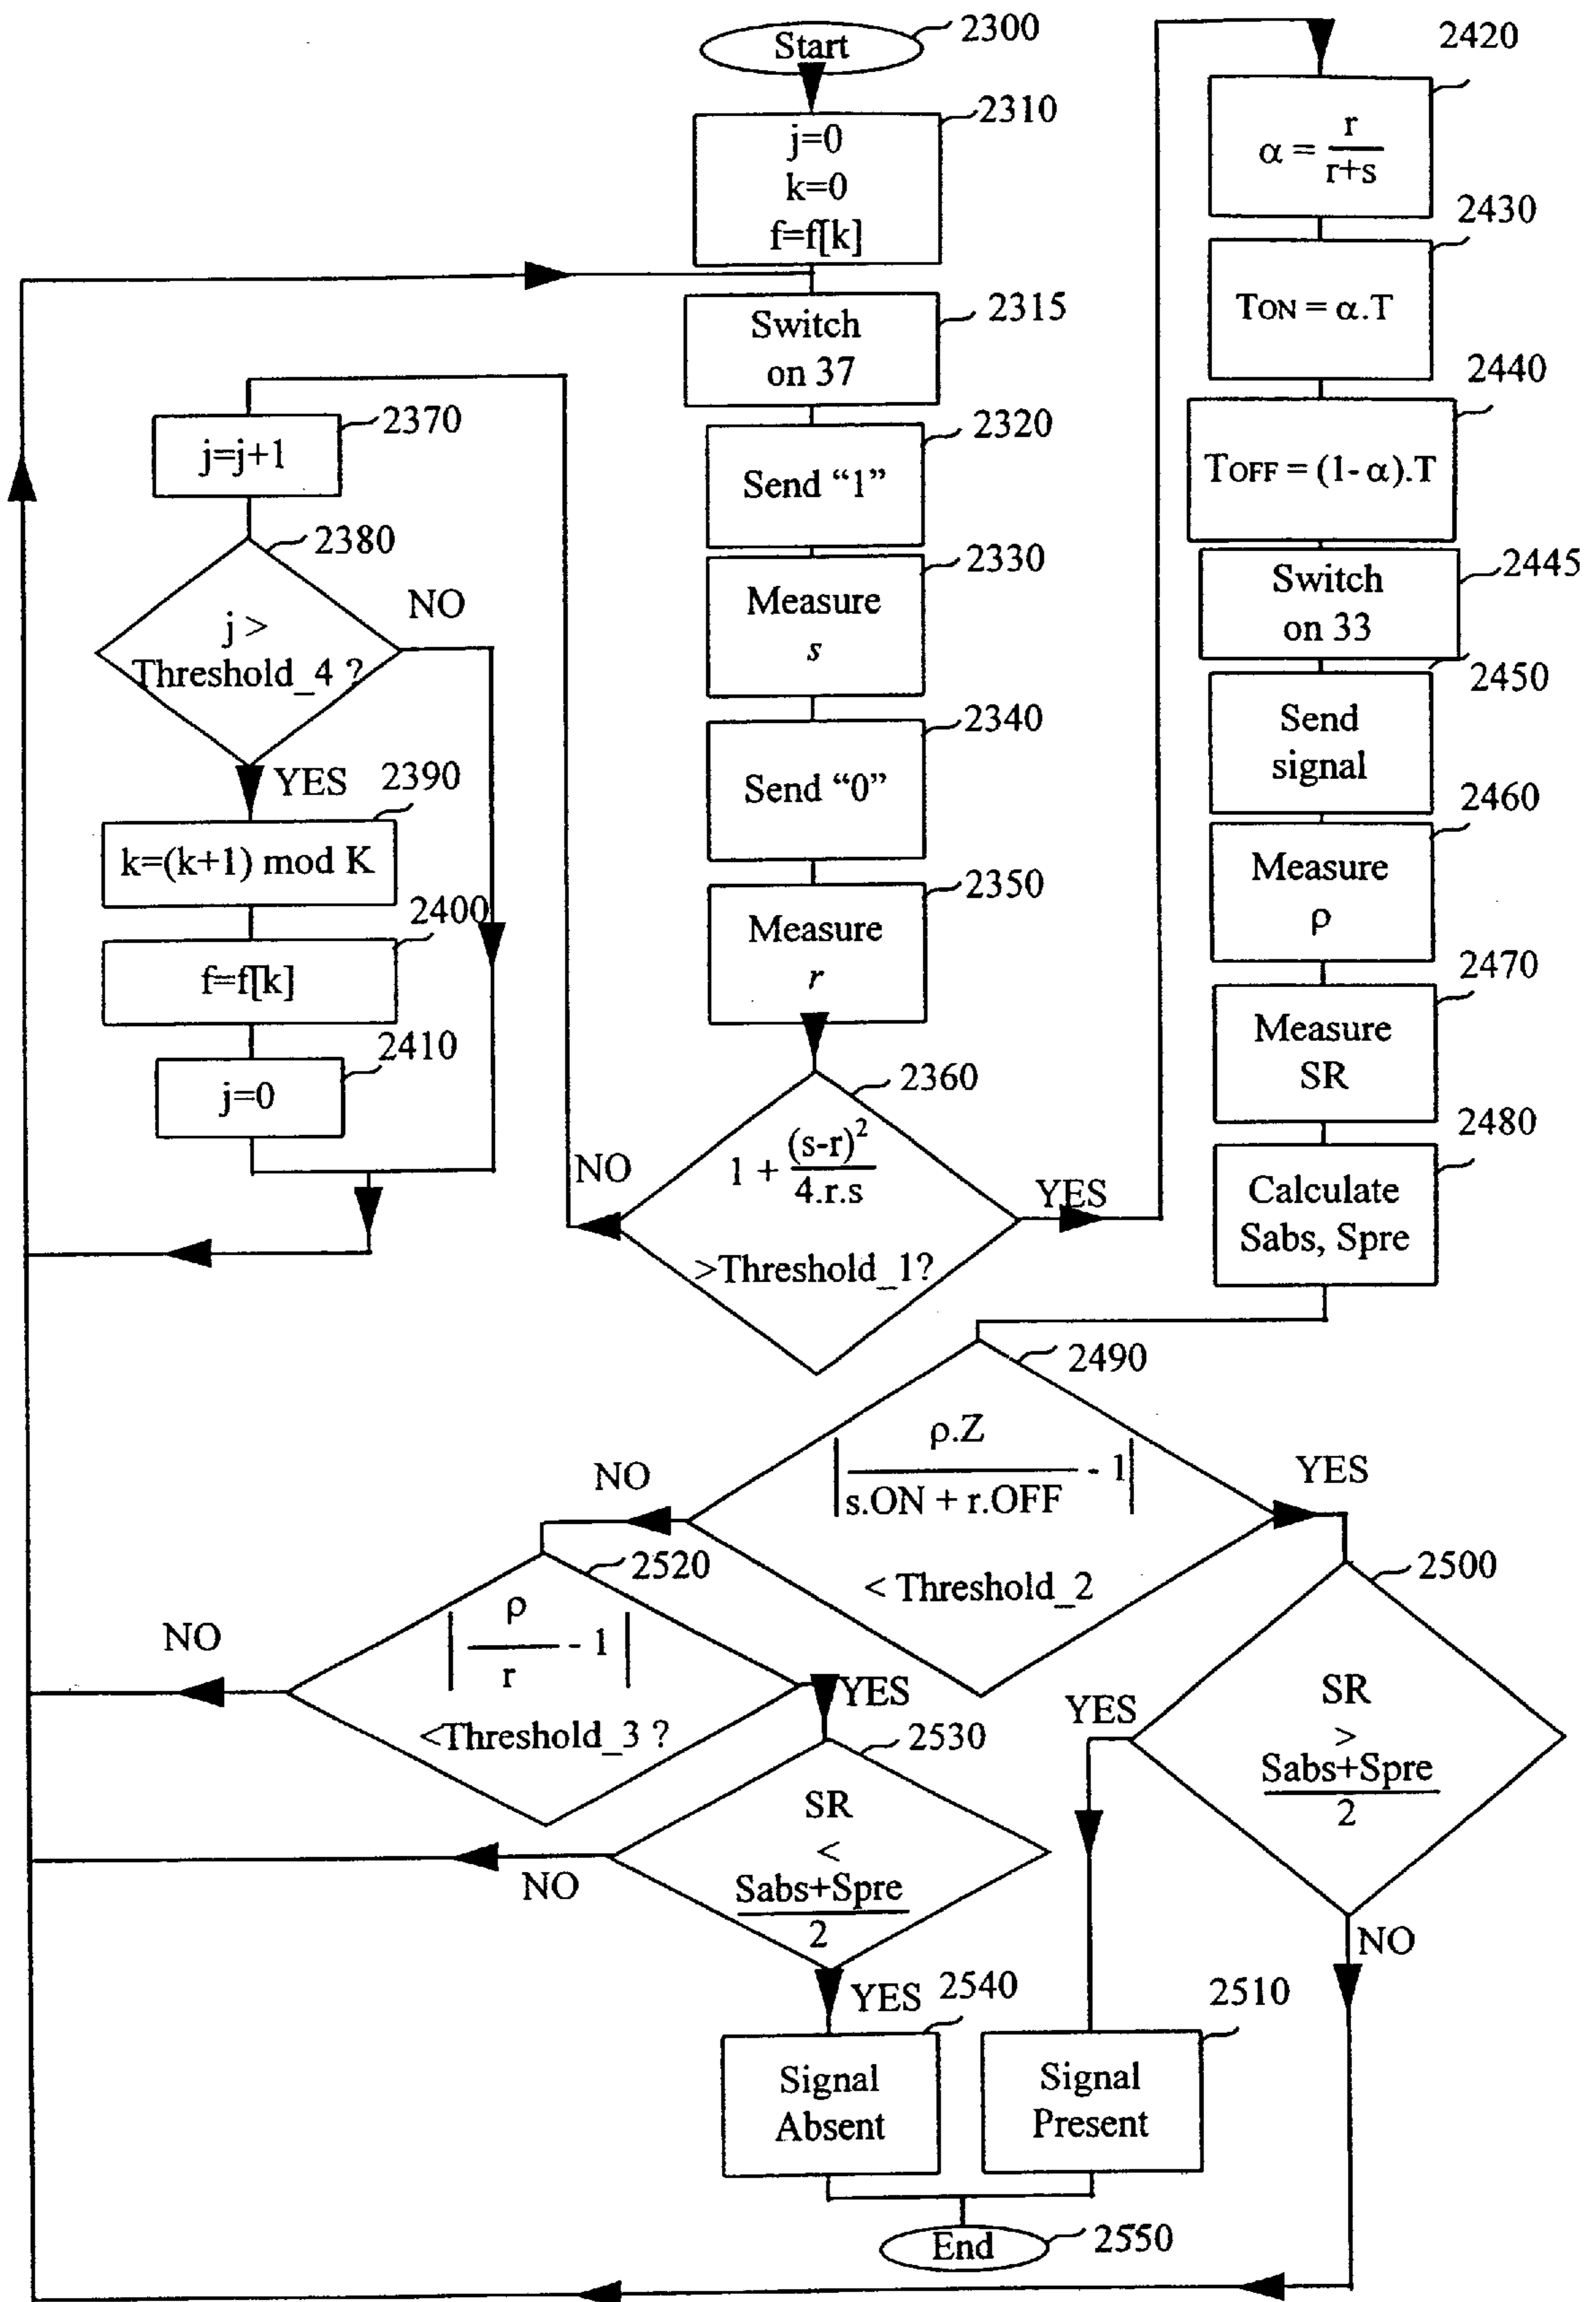 Start
2300
j=0
k=0
f=f[k]
2310
Switch
on 37
2315
Send “1”
2320
Measure
s
2330
Send “0”
2340
Measure
r
2350
1 + (s-r)²
4.r.s
>Threshold_1?
2360
NO
YES
j=j+1
2370
j >
Threshold_4 ?
2380
NO
YES
k=(k+1) mod K
2390
f=f[k]
2400
j=0
2410
α = r
r+s
2420
TON = α.T
2430
TOFF = (1- α).T
2440
Switch
on 33
2445
Send
signal
2450
Measure
ρ
2460
Measure
SR
2470
Calculate
Sabs, Spre
2480
| ρ.Z
s.ON + r.OFF - 1|
< Threshold_2
2490
NO
YES
| ρ
r - 1 |
<Threshold_3 ?
2520
NO
YES
SR
>
Sabs+Spre
2
2500
YES
NO
SR
<
Sabs+Spre
2
2530
NO
YES
Signal
Absent
2540
Signal
Present
2510
End
2550